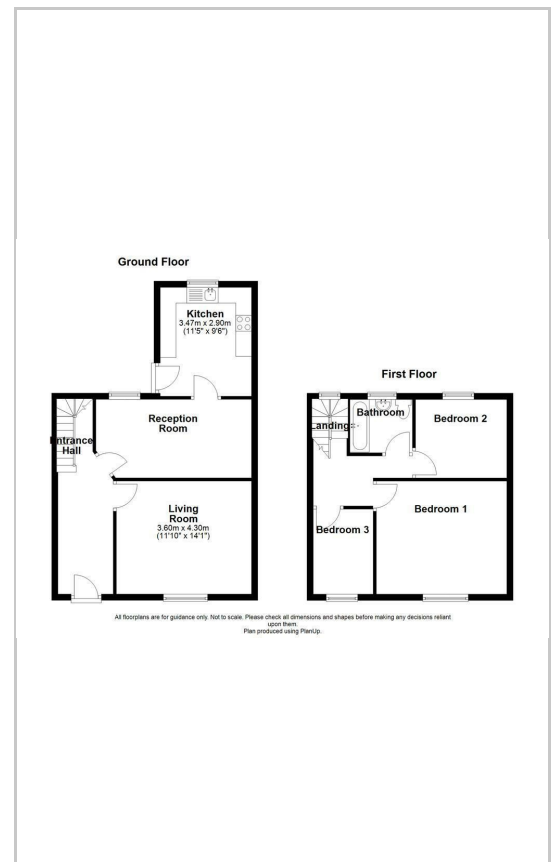 Ground Floor
Kitchen
3.47m x 2.90m
(11'5" x 9'6")
Reception
Room
Entrance
Hall
Living
Room
3.60m x 4.30m
(11'10" x 14'1")
First Floor
Landing
Bathroom
Bedroom 2
Bedroom 1
Bedroom 3
All floorplans are for guidance only. Not to scale. Please check all dimensions and shapes before making any decisions reliant
upon them.
Plan produced using PlanUp.